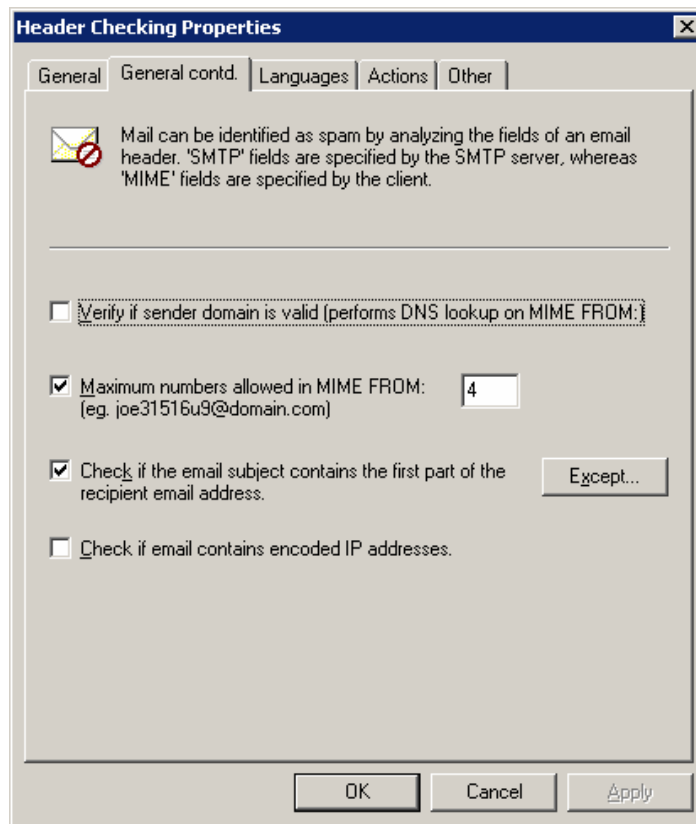 Header Checking Properties
General
General contd.
Languages
Actions
Other
Mail can be identified as spam by analyzing the fields of an email
header. 'SMTP' fields are specified by the SMTP server, whereas
'MIME' fields are specified by the client.
Verify if sender domain is valid (performs DNS lookup on MIME FROM:)
Maximum numbers allowed in MIME FROM: 4
(eg. joe31516u9@domain.com)
Check if the email subject contains the first part of the
recipient email address.
Except...
Check if email contains encoded IP addresses.
OK
Cancel
Apply